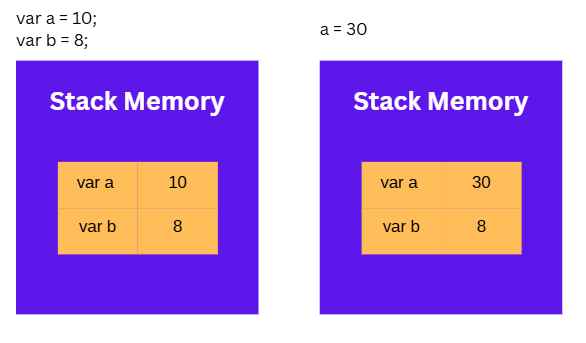 var a = 10;
var b = 8;
Stack Memory
var a 10
var b 8
a = 30
Stack Memory
var a 30
var b 8